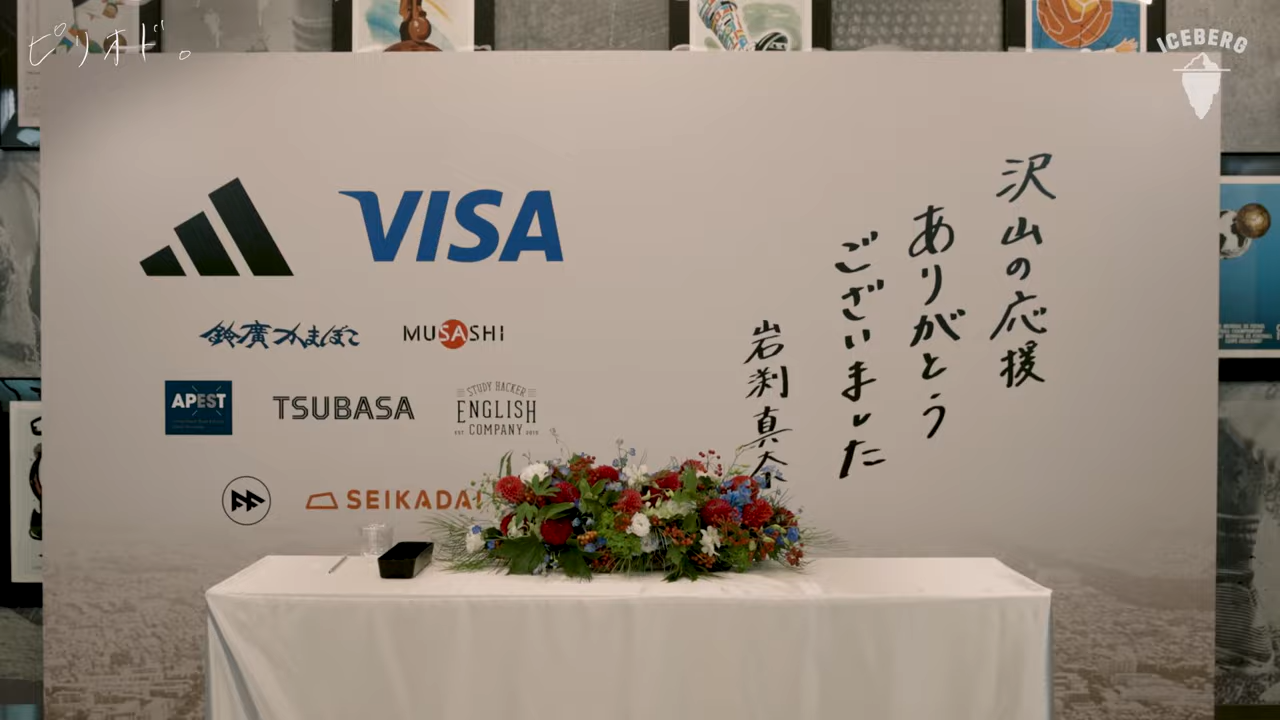 ピリオド。
ICEBERG
VISA
鈴廣かまぼこ
MUSASHI
APEST
TSUBASA
STUDY HACKER
ENGLISH
COMPANY
EST. 2015
SEIKADAI
沢山の応援
ありがとう
ございました
岩渕真奈